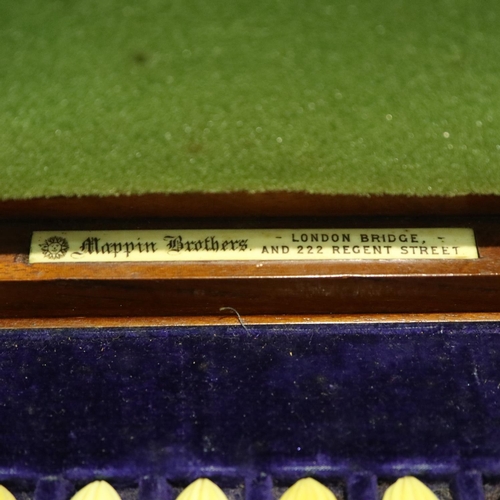 Mappin Brothers.
- LONDON BRIDGE, -
AND 222 REGENT STREET